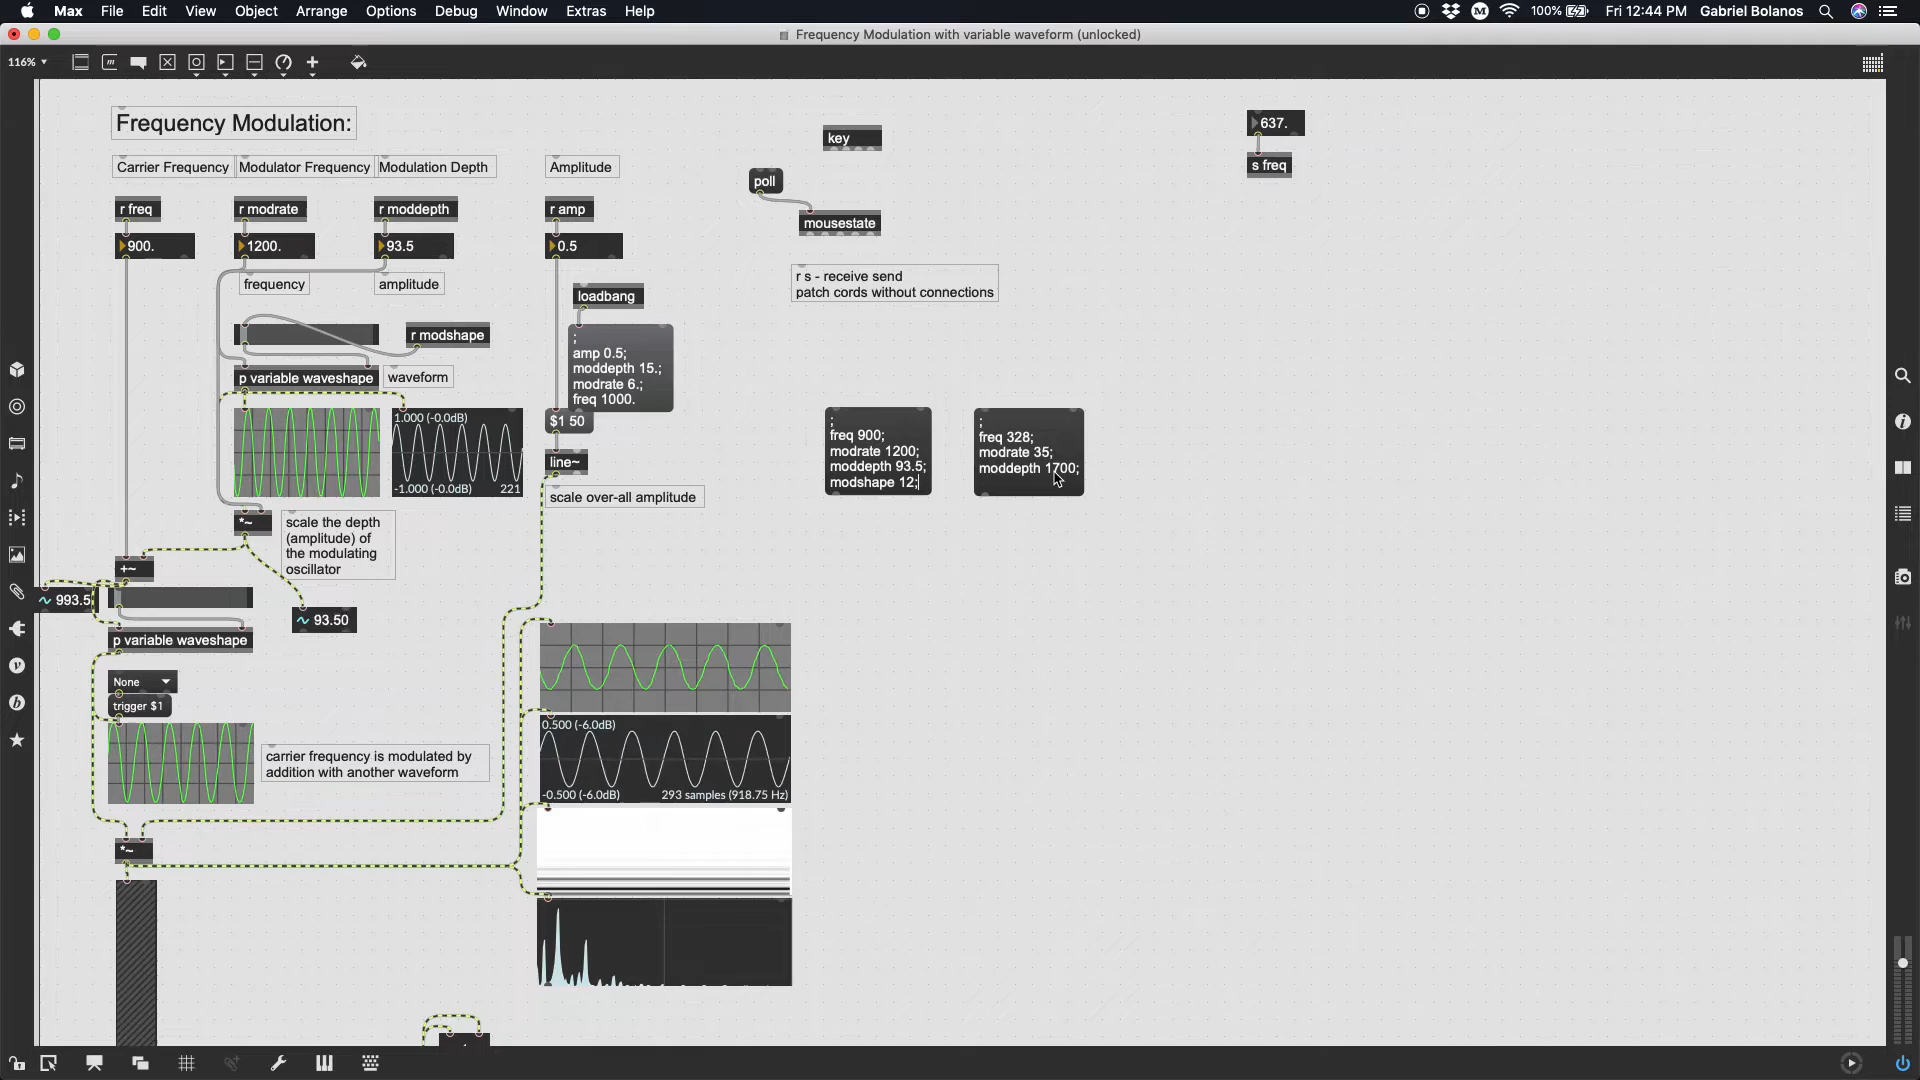 Max File Edit View Object Arrange Options Debug Window Extras Help
100% Fri 12:44 PM Gabriel Bolanos
Frequency Modulation with variable waveform (unlocked)
116%
Frequency Modulation:
Carrier Frequency Modulator Frequency Modulation Depth Amplitude
r freq r modrate r moddepth r amp
900. 1200. 93.5 0.5
frequency amplitude
loadbang
r modshape
;
amp 0.5;
moddepth 15.;
modrate 6.;
freq 1000.
p variable waveshape waveform
1.000 (-0.0dB)
-1.000 (-0.0dB) 221
$1 50
line~
scale over-all amplitude
*~
scale the depth
(amplitude) of
the modulating
oscillator
+~
993.5
93.50
p variable waveshape
None
trigger $1
carrier frequency is modulated by
addition with another waveform
*~
0.500 (-6.0dB)
-0.500 (-6.0dB) 293 samples (918.75 Hz)
key
poll
mousestate
r s - receive send
patch cords without connections
;
freq 900;
modrate 1200;
moddepth 93.5;
modshape 12;
;
freq 328;
modrate 35;
moddepth 1700;
637.
s freq